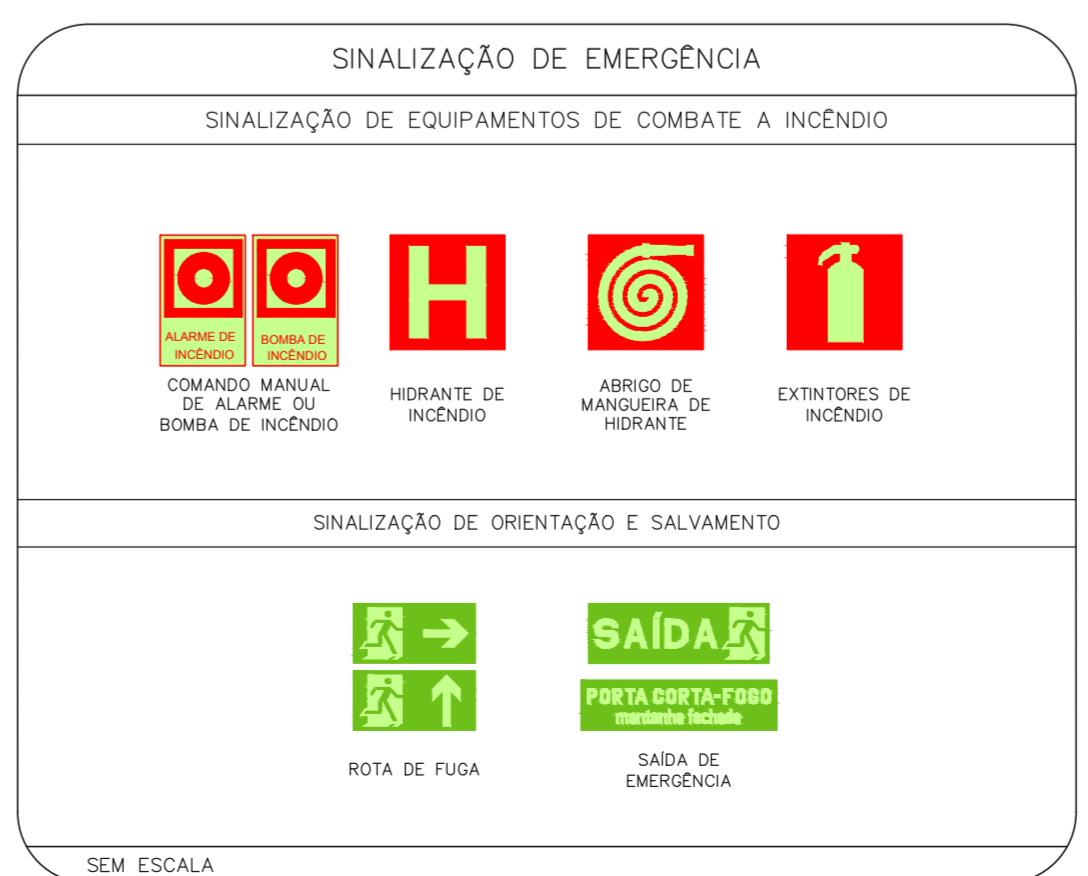 SINALIZAÇÃO DE EMERGÊNCIA
SINALIZAÇÃO DE EQUIPAMENTOS DE COMBATE A INCÊNDIO
ALARME DE
INCÊNDIO
BOMBA DE
INCÊNDIO
H
COMANDO MANUAL
DE ALARME OU
BOMBA DE INCÊNDIO
HIDRANTE DE
INCÊNDIO
ABRIGO DE
MANGUEIRA DE
HIDRANTE
EXTINTORES DE
INCÊNDIO
SINALIZAÇÃO DE ORIENTAÇÃO E SALVAMENTO
SAÍDA
PORTA CORTA-FOGO
mantenha fechada
ROTA DE FUGA
SAÍDA DE
EMERGÊNCIA
SEM ESCALA